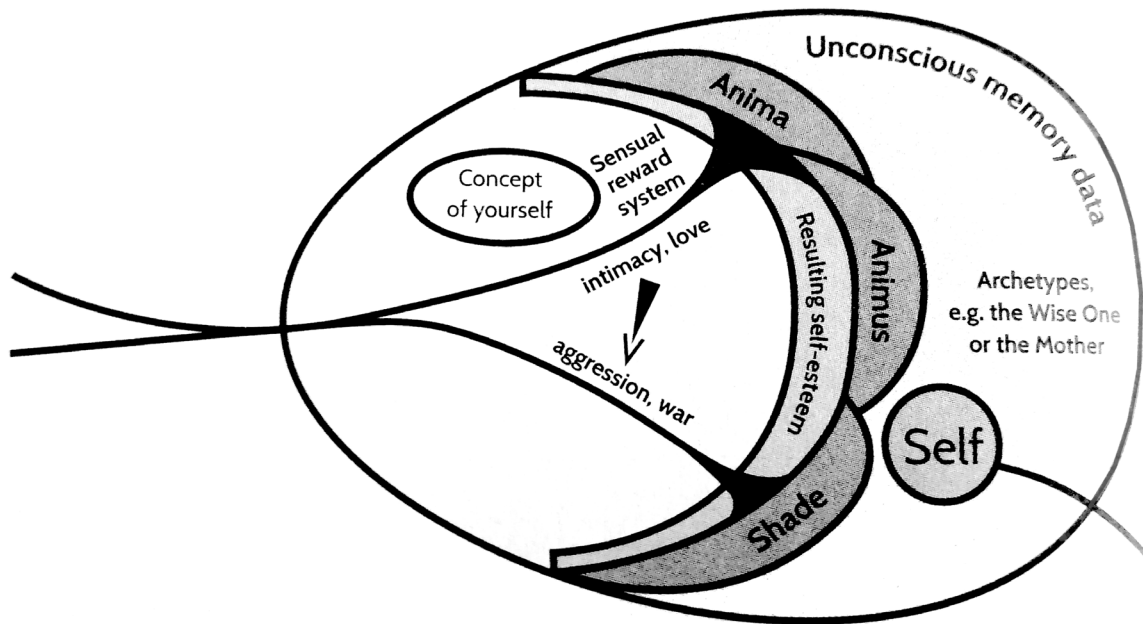 Unconscious memory data
Anima
Sensual
reward
system
Concept
of yourself
intimacy, love
Resulting self-esteem
Animus
Archetypes,
e.g. the Wise One
or the Mother
aggression, war
Self
Shade